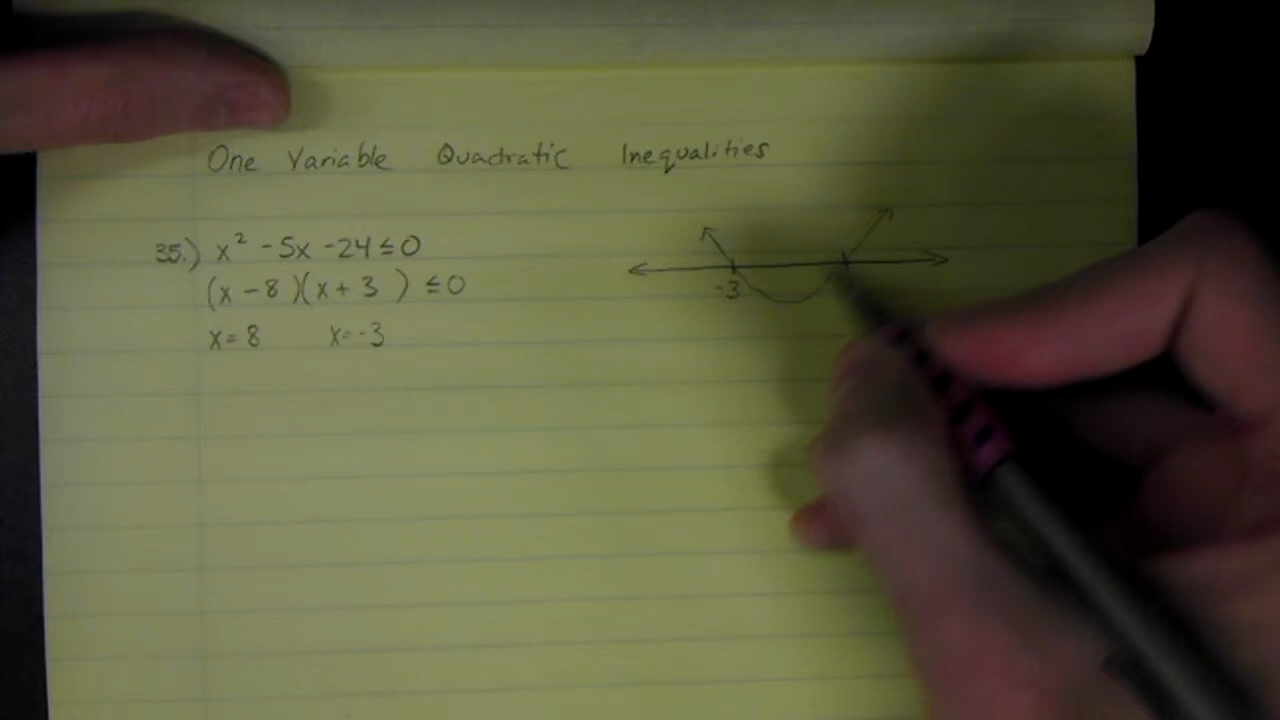 One Variable Quadratic Inequalities
35.) x² -5x -24≤0
(x-8)(x+3) ≤0
x=8 x=-3
-3